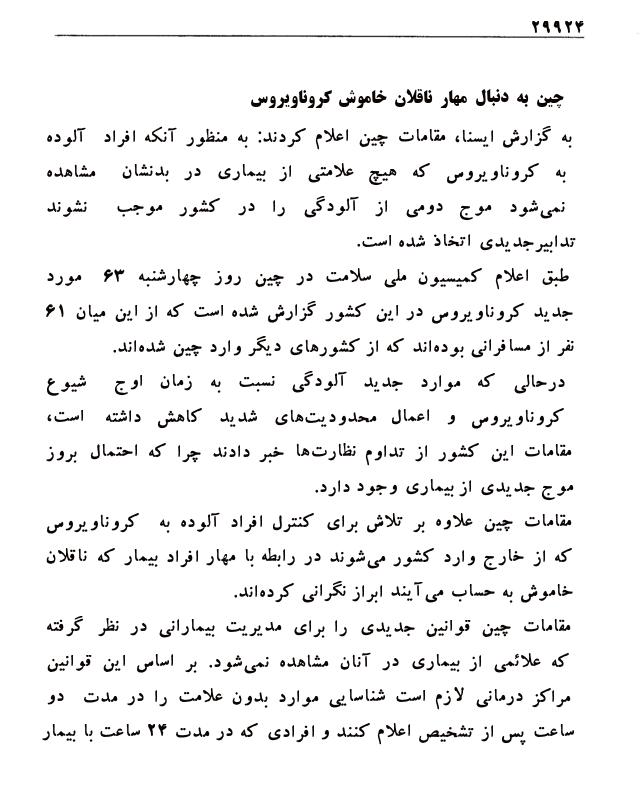 ۲۹۹۲۴
چین به دنبال مهار ناقلان خاموش کروناویروس
به گزارش ایسنا، مقامات چین اعلام کردند: به منظور آنکه افراد آلوده
به کروناویروس که هیچ علامتی از بیماری در بدنشان مشاهده
نمی‌شود موج دومی از آلودگی را در کشور موجب نشوند
تدابیرجدیدی اتخاذ شده است.
طبق اعلام کمیسیون ملی سلامت در چین روز چهارشنبه ۶۳ مورد
جدید کروناویروس در این کشور گزارش شده است که از این میان ۶۱
نفر از مسافرانی بوده‌اند که از کشورهای دیگر وارد چین شده‌اند.
درحالی که موارد جدید آلودگی نسبت به زمان اوج شیوع
کروناویروس و اعمال محدودیت‌های شدید کاهش داشته است،
مقامات این کشور از تداوم نظارت‌ها خبر دادند چرا که احتمال بروز
موج جدیدی از بیماری وجود دارد.
مقامات چین علاوه بر تلاش برای کنترل افراد آلوده به کروناویروس
که از خارج وارد کشور می‌شوند در رابطه با مهار افراد بیمار که ناقلان
خاموش به حساب می‌آیند ابراز نگرانی کرده‌اند.
مقامات چین قوانین جدیدی را برای مدیریت بیمارانی در نظر گرفته
که علائمی از بیماری در آنان مشاهده نمی‌شود. بر اساس این قوانین
مراکز درمانی لازم است شناسایی موارد بدون علامت را در مدت دو
ساعت پس از تشخیص اعلام کنند و افرادی که در مدت ۲۴ ساعت با بیمار